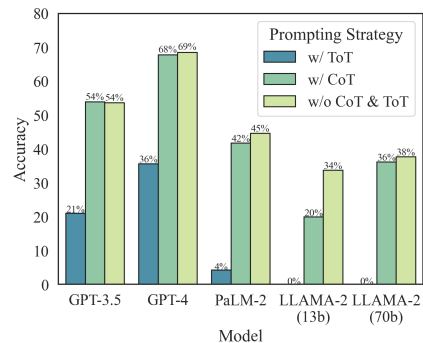 80
70
60
50
40
30
20
10
0
Accuracy
Prompting Strategy
w/ ToT
w/ CoT
w/o CoT & ToT
21%
54%
54%
36%
68%
69%
4%
42%
45%
0%
20%
34%
0%
36%
38%
GPT-3.5
GPT-4
PaLM-2
LLAMA-2
(13b)
LLAMA-2
(70b)
Model